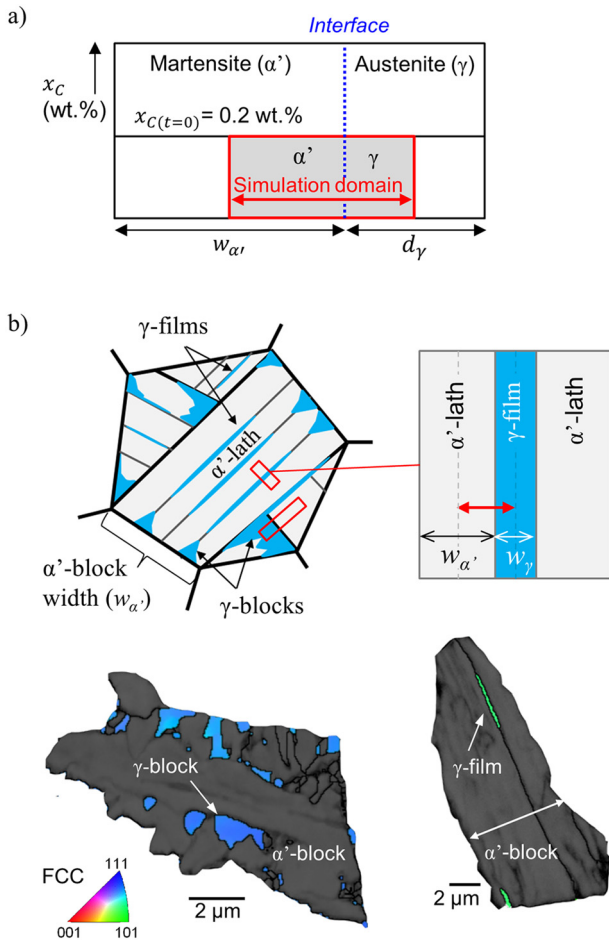 a)
Interface
Martensite (α’)
Austenite (γ)
x_C
(wt.%)
x_C(t=0) = 0.2 wt.%
α’
γ
Simulation domain
w_α′
d_γ
b)
γ-films
α’-lath
α’-block
width (w_α’)
γ-blocks
α’-lath
γ-film
α’-lath
w_α’
w_γ
γ-block
α’-block
FCC
111
001
101
2 µm
γ-film
α’-block
2 µm